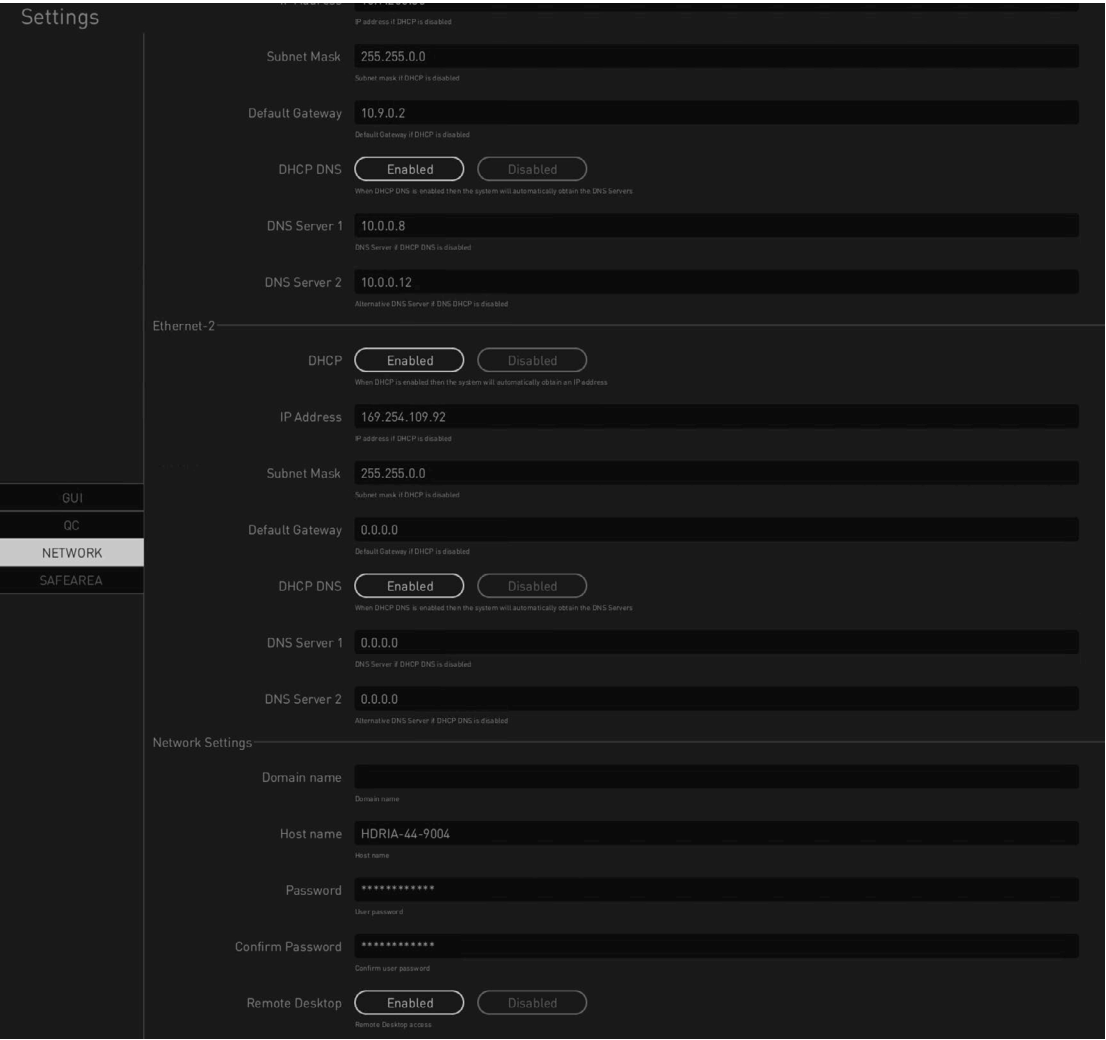 Settings
IP address if DHCP is disabled
Subnet Mask 255.255.0.0
Subnet mask if DHCP is disabled
Default Gateway 10.9.0.2
Default Gateway if DHCP is disabled
DHCP DNS Enabled Disabled
When DHCP DNS is enabled then the system will automatically obtain the DNS Servers
DNS Server 1 10.0.0.8
DNS Server if DHCP DNS is disabled
DNS Server 2 10.0.0.12
Alternative DNS Server if DNS DHCP is disabled
Ethernet-2
DHCP Enabled Disabled
When DHCP is enabled then the system will automatically obtain an IP address
IP Address 169.254.109.92
IP address if DHCP is disabled
Subnet Mask 255.255.0.0
Subnet mask if DHCP is disabled
GUI
QC
NETWORK
SAFEAREA
Default Gateway 0.0.0.0
Default Gateway if DHCP is disabled
DHCP DNS Enabled Disabled
When DHCP DNS is enabled then the system will automatically obtain the DNS Servers
DNS Server 1 0.0.0.0
DNS Server if DHCP DNS is disabled
DNS Server 2 0.0.0.0
Alternative DNS Server if DHCP DNS is disabled
Network Settings
Domain name
Domain name
Host name HDRIA-44-9004
Host name
Password ************
User password
Confirm Password ************
Confirm user password
Remote Desktop Enabled Disabled
Remote Desktop access